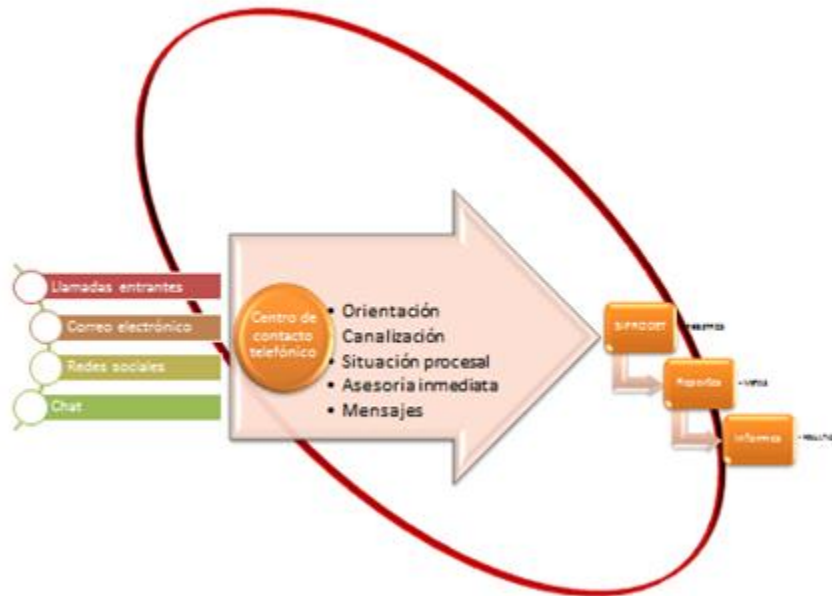 Llamadas entrantes
Correo electrónico
Redes sociales
Chat
Centro de
contacto
telefónico
• Orientación
Canalización
• Situación procesal
• Asesoria inmediata
• Mensajes
Reportes
Informes